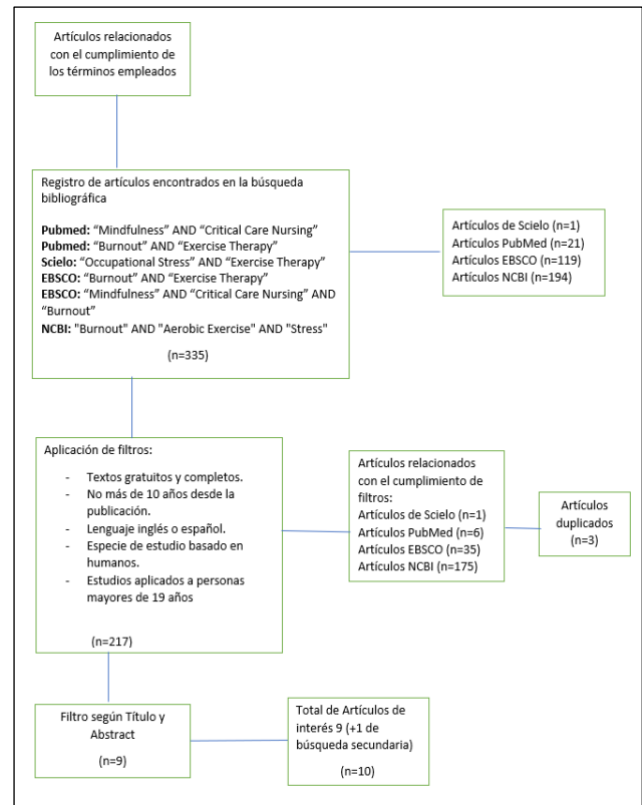 Artículos relacionados
con el cumplimiento de
los términos empleados
Registro de artículos encontrados en la búsqueda
bibliográfica
Pubmed: “Mindfulness” AND “Critical Care Nursing”
Pubmed: “Burnout” AND “Exercise Therapy”
Scielo: “Occupational Stress” AND “Exercise Therapy”
EBSCO: “Burnout” AND “Exercise Therapy”
EBSCO: “Mindfulness” AND “Critical Care Nursing” AND
“Burnout”
NCBI: "Burnout" AND "Aerobic Exercise" AND "Stress"
(n=335)
Artículos de Scielo (n=1)
Artículos PubMed (n=21)
Artículos EBSCO (n=119)
Artículos NCBI (n=194)
Aplicación de filtros:
- Textos gratuitos y completos.
- No más de 10 años desde la
publicación.
- Lenguaje inglés o español.
- Especie de estudio basado en
humanos.
- Estudios aplicados a personas
mayores de 19 años
(n=217)
Artículos relacionados
con el cumplimiento de
filtros:
Artículos de Scielo (n=1)
Artículos PubMed (n=6)
Artículos EBSCO (n=35)
Artículos NCBI (n=175)
Artículos
duplicados
(n=3)
Filtro según Título y
Abstract
(n=9)
Total de Artículos de
interés 9 (+1 de
búsqueda secundaria)
(n=10)